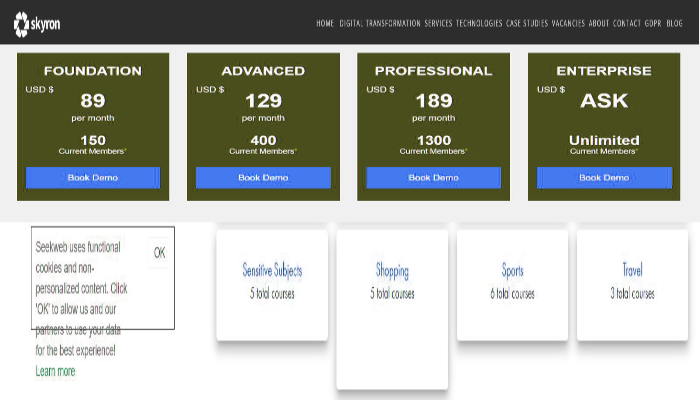 skyron
HOME DIGITAL TRANSFORMATION SERVICES TECHNOLOGIES CASE STUDIES VACANCIES ABOUT CONTACT GDPR BLOG
FOUNDATION
USD $
89
per month
150
Current Members*
Book Demo
ADVANCED
USD $
129
per month
400
Current Members*
Book Demo
PROFESSIONAL
USD $
189
per month
1300
Current Members*
Book Demo
ENTERPRISE
USD $
ASK
Unlimited
Current Members*
Book Demo
Seekweb uses functional
cookies and non-
personalized content. Click
'OK' to allow us and our
partners to use your data
for the best experience!
Learn more
OK
Sensitive Subjects
5 total courses
Shopping
5 total courses
Sports
6 total courses
Travel
3 total courses